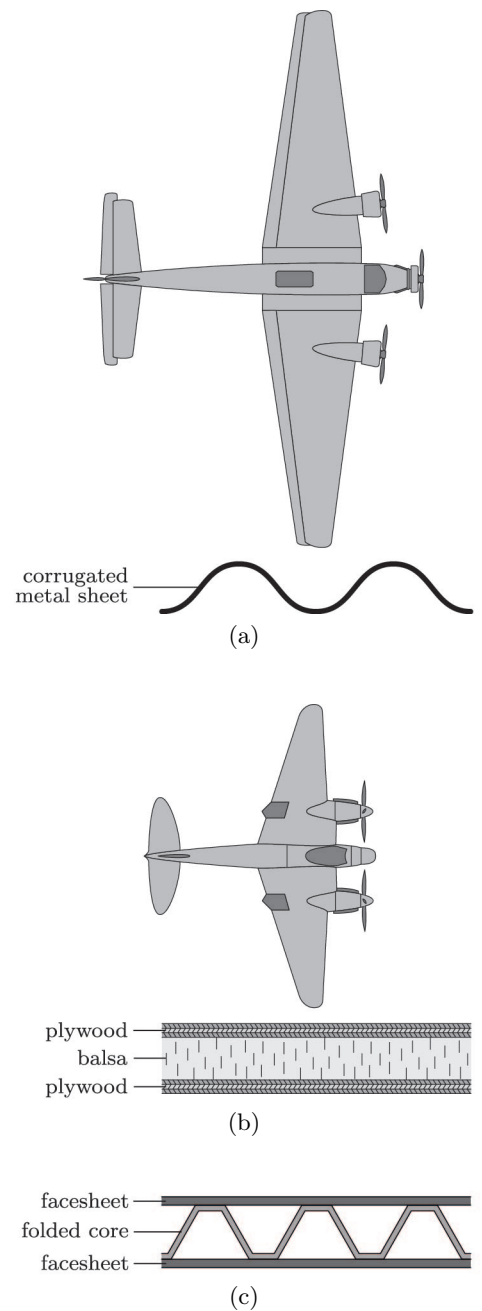 corrugated
metal sheet
(a)
plywood
balsa
plywood
(b)
facesheet
folded core
facesheet
(c)